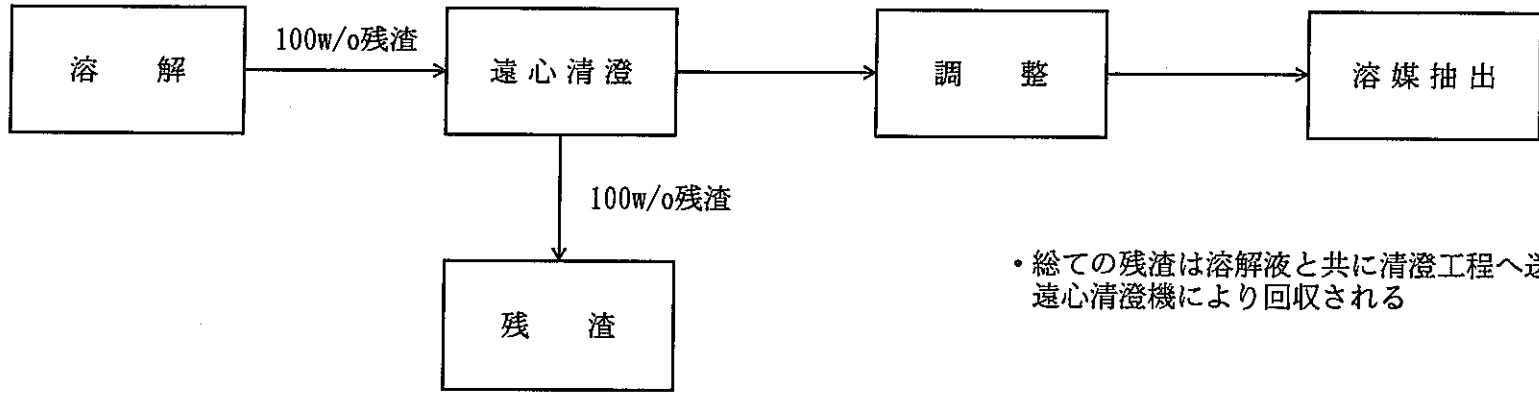 溶 解
100w/o残渣
遠心清澄
調 整
溶媒抽出
100w/o残渣
残 渣
・総ての残渣は溶解液と共に清澄工程へ送
遠心清澄機により回収される